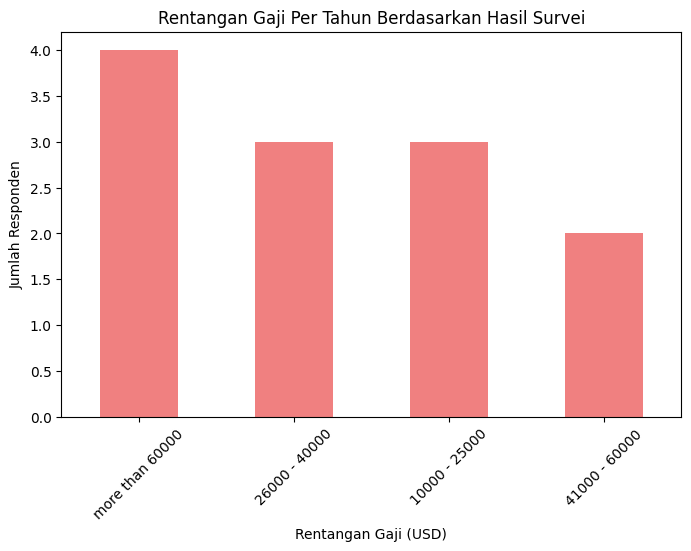 Rentangan Gaji Per Tahun Berdasarkan Hasil Survei
Jumlah Responden
4.0
3.5
3.0
2.5
2.0
1.5
1.0
0.5
0.0
more than 60000
26000 - 40000
10000 - 25000
41000 - 60000
Rentangan Gaji (USD)